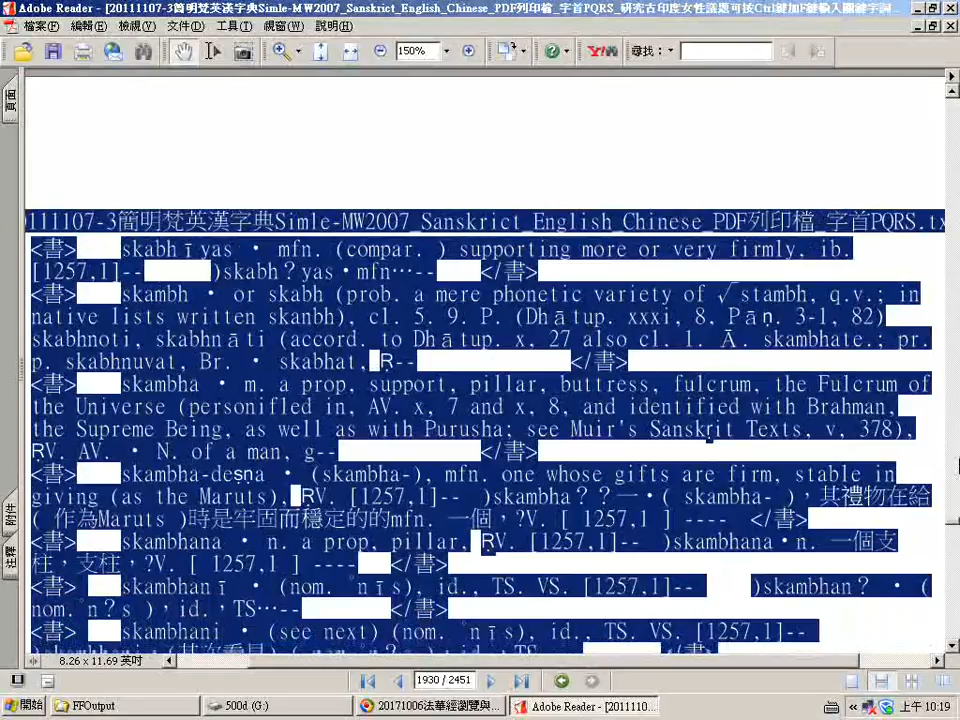 Adobe Reader - [20111107-3簡明梵英漢字典Simle-MW2007_Sanskrict_English_Chinese_PDF列印檔_字首PQRS_研究古印度女性議題可按Ctrl鍵加F鍵輸入關鍵字詞...
檔案(F) 編輯(E) 檢視(V) 文件(D) 工具(T) 視窗(W) 說明(H)
150% Y! 尋找:
頁面
附件
注釋
111107-3簡明梵英漢字典Simle-MW2007_Sanskrict_English_Chinese_PDF列印檔_字首PQRS.tx
<書> skabhīyas • mfn. (compar. ) supporting more or very firmly, ib.
[1257,1]-- )skabh？yas•mfn…-- </書>
<書> skambh • or skabh (prob. a mere phonetic variety of √stambh, q.v.; in
native lists written skanbh), cl. 5. 9. P. (Dhātup. xxxi, 8, Pāṇ. 3-1, 82)
skabhnoti, skabhnāti (accord. to Dhātup. x, 27 also cl. 1. Ā. skambhate.; pr.
p. skabhnuvat, Br. • skabhat, Ṛ-- </書>
<書> skambha • m. a prop, support, pillar, buttress, fulcrum, the Fulcrum of
the Universe (personifled in, AV. x, 7 and x, 8, and identified with Brahman,
the Supreme Being, as well as with Purusha; see Muir's Sanskrit Texts, v, 378),
ṚV. AV. • N. of a man, g-- </書>
<書> skambha-deṣṇa • (skambha-), mfn. one whose gifts are firm, stable in
giving (as the Maruts), ṚV. [1257,1]-- )skambha？？一•( skambha- )，其禮物在給
( 作為Maruts )時是牢固而穩定的的mfn. 一個，?V. [ 1257,1 ] ---- </書>
<書> skambhana • n. a prop, pillar, ṚV. [1257,1]-- )skambhana•n. 一個支
柱，支柱，?V. [ 1257,1 ] ---- </書>
<書> skambhanī • (nom. °nīs), id., TS. VS. [1257,1]-- )skambhan？ • (
nom.°n？s )，id.，TS…-- </書>
<書> skambhani • (see next) (nom. °nīs), id., TS. VS. [1257,1]--
8.26 x 11.69 英吋
1930 / 2451
開始 FFOutput 500d (G:) 20171006法華經瀏覽與... Adobe Reader - [2011110... 上午 10:19